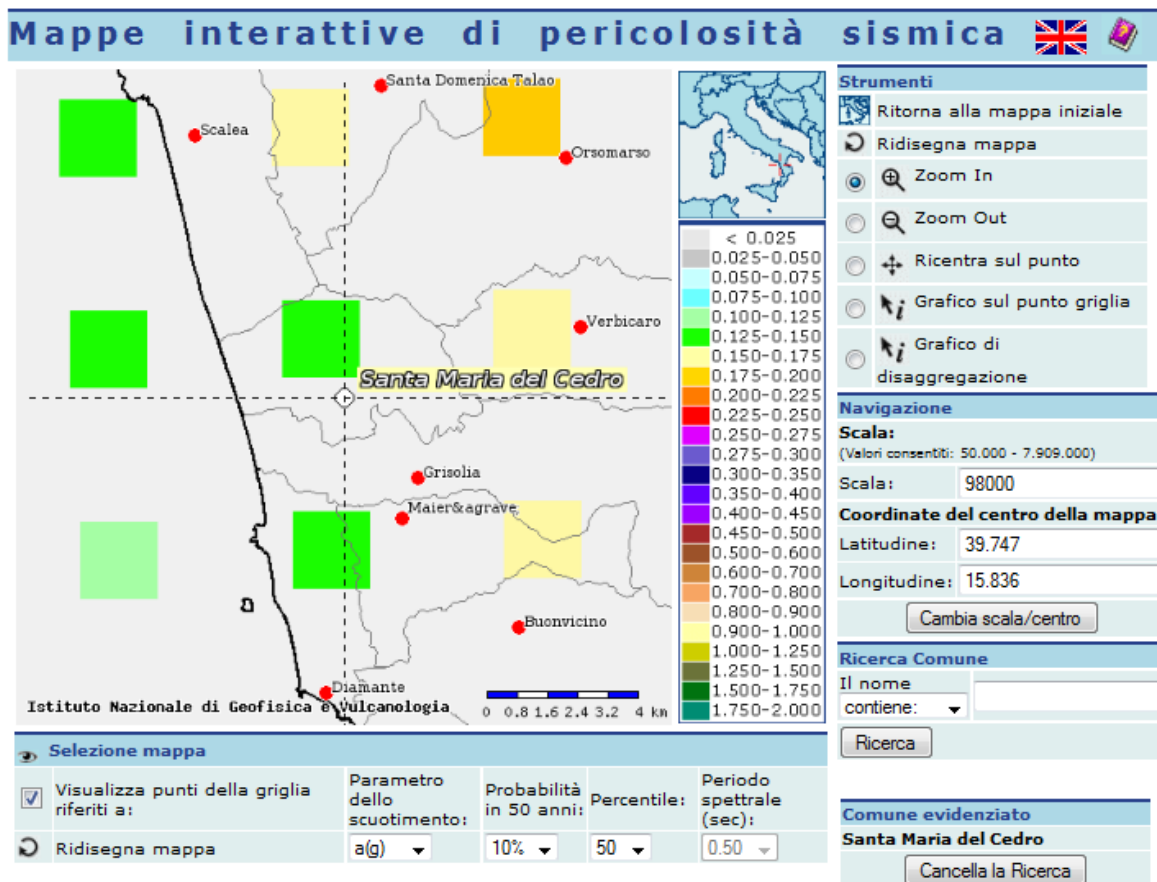 Mappe interattive di pericolosità sismica
Santa Domenica Talao
Scalea
Orsomarso
Verbicaro
Santa Maria del Cedro
Grisolia
Maier&agrave;
Buonvicino
Diamante
Istituto Nazionale di Geofisica e Vulcanologia
0 0.8 1.6 2.4 3.2 4 km
< 0.025
0.025-0.050
0.050-0.075
0.075-0.100
0.100-0.125
0.125-0.150
0.150-0.175
0.175-0.200
0.200-0.225
0.225-0.250
0.250-0.275
0.275-0.300
0.300-0.350
0.350-0.400
0.400-0.450
0.450-0.500
0.500-0.600
0.600-0.700
0.700-0.800
0.800-0.900
0.900-1.000
1.000-1.250
1.250-1.500
1.500-1.750
1.750-2.000
Strumenti
Ritorna alla mappa iniziale
Ridisegna mappa
Zoom In
Zoom Out
Ricentra sul punto
Grafico sul punto griglia
Grafico di
disaggregazione
Navigazione
Scala:
(Valori consentiti: 50.000 - 7.909.000)
Scala: 98000
Coordinate del centro della mappa
Latitudine: 39.747
Longitudine: 15.836
Cambia scala/centro
Ricerca Comune
Il nome
contiene:
Ricerca
Comune evidenziato
Santa Maria del Cedro
Cancella la Ricerca
Selezione mappa
Visualizza punti della griglia
riferiti a:
Parametro
dello
scuotimento:
Probabilità
in 50 anni:
Percentile:
Periodo
spettrale
(sec):
Ridisegna mappa
a(g) 10% 50 0.50